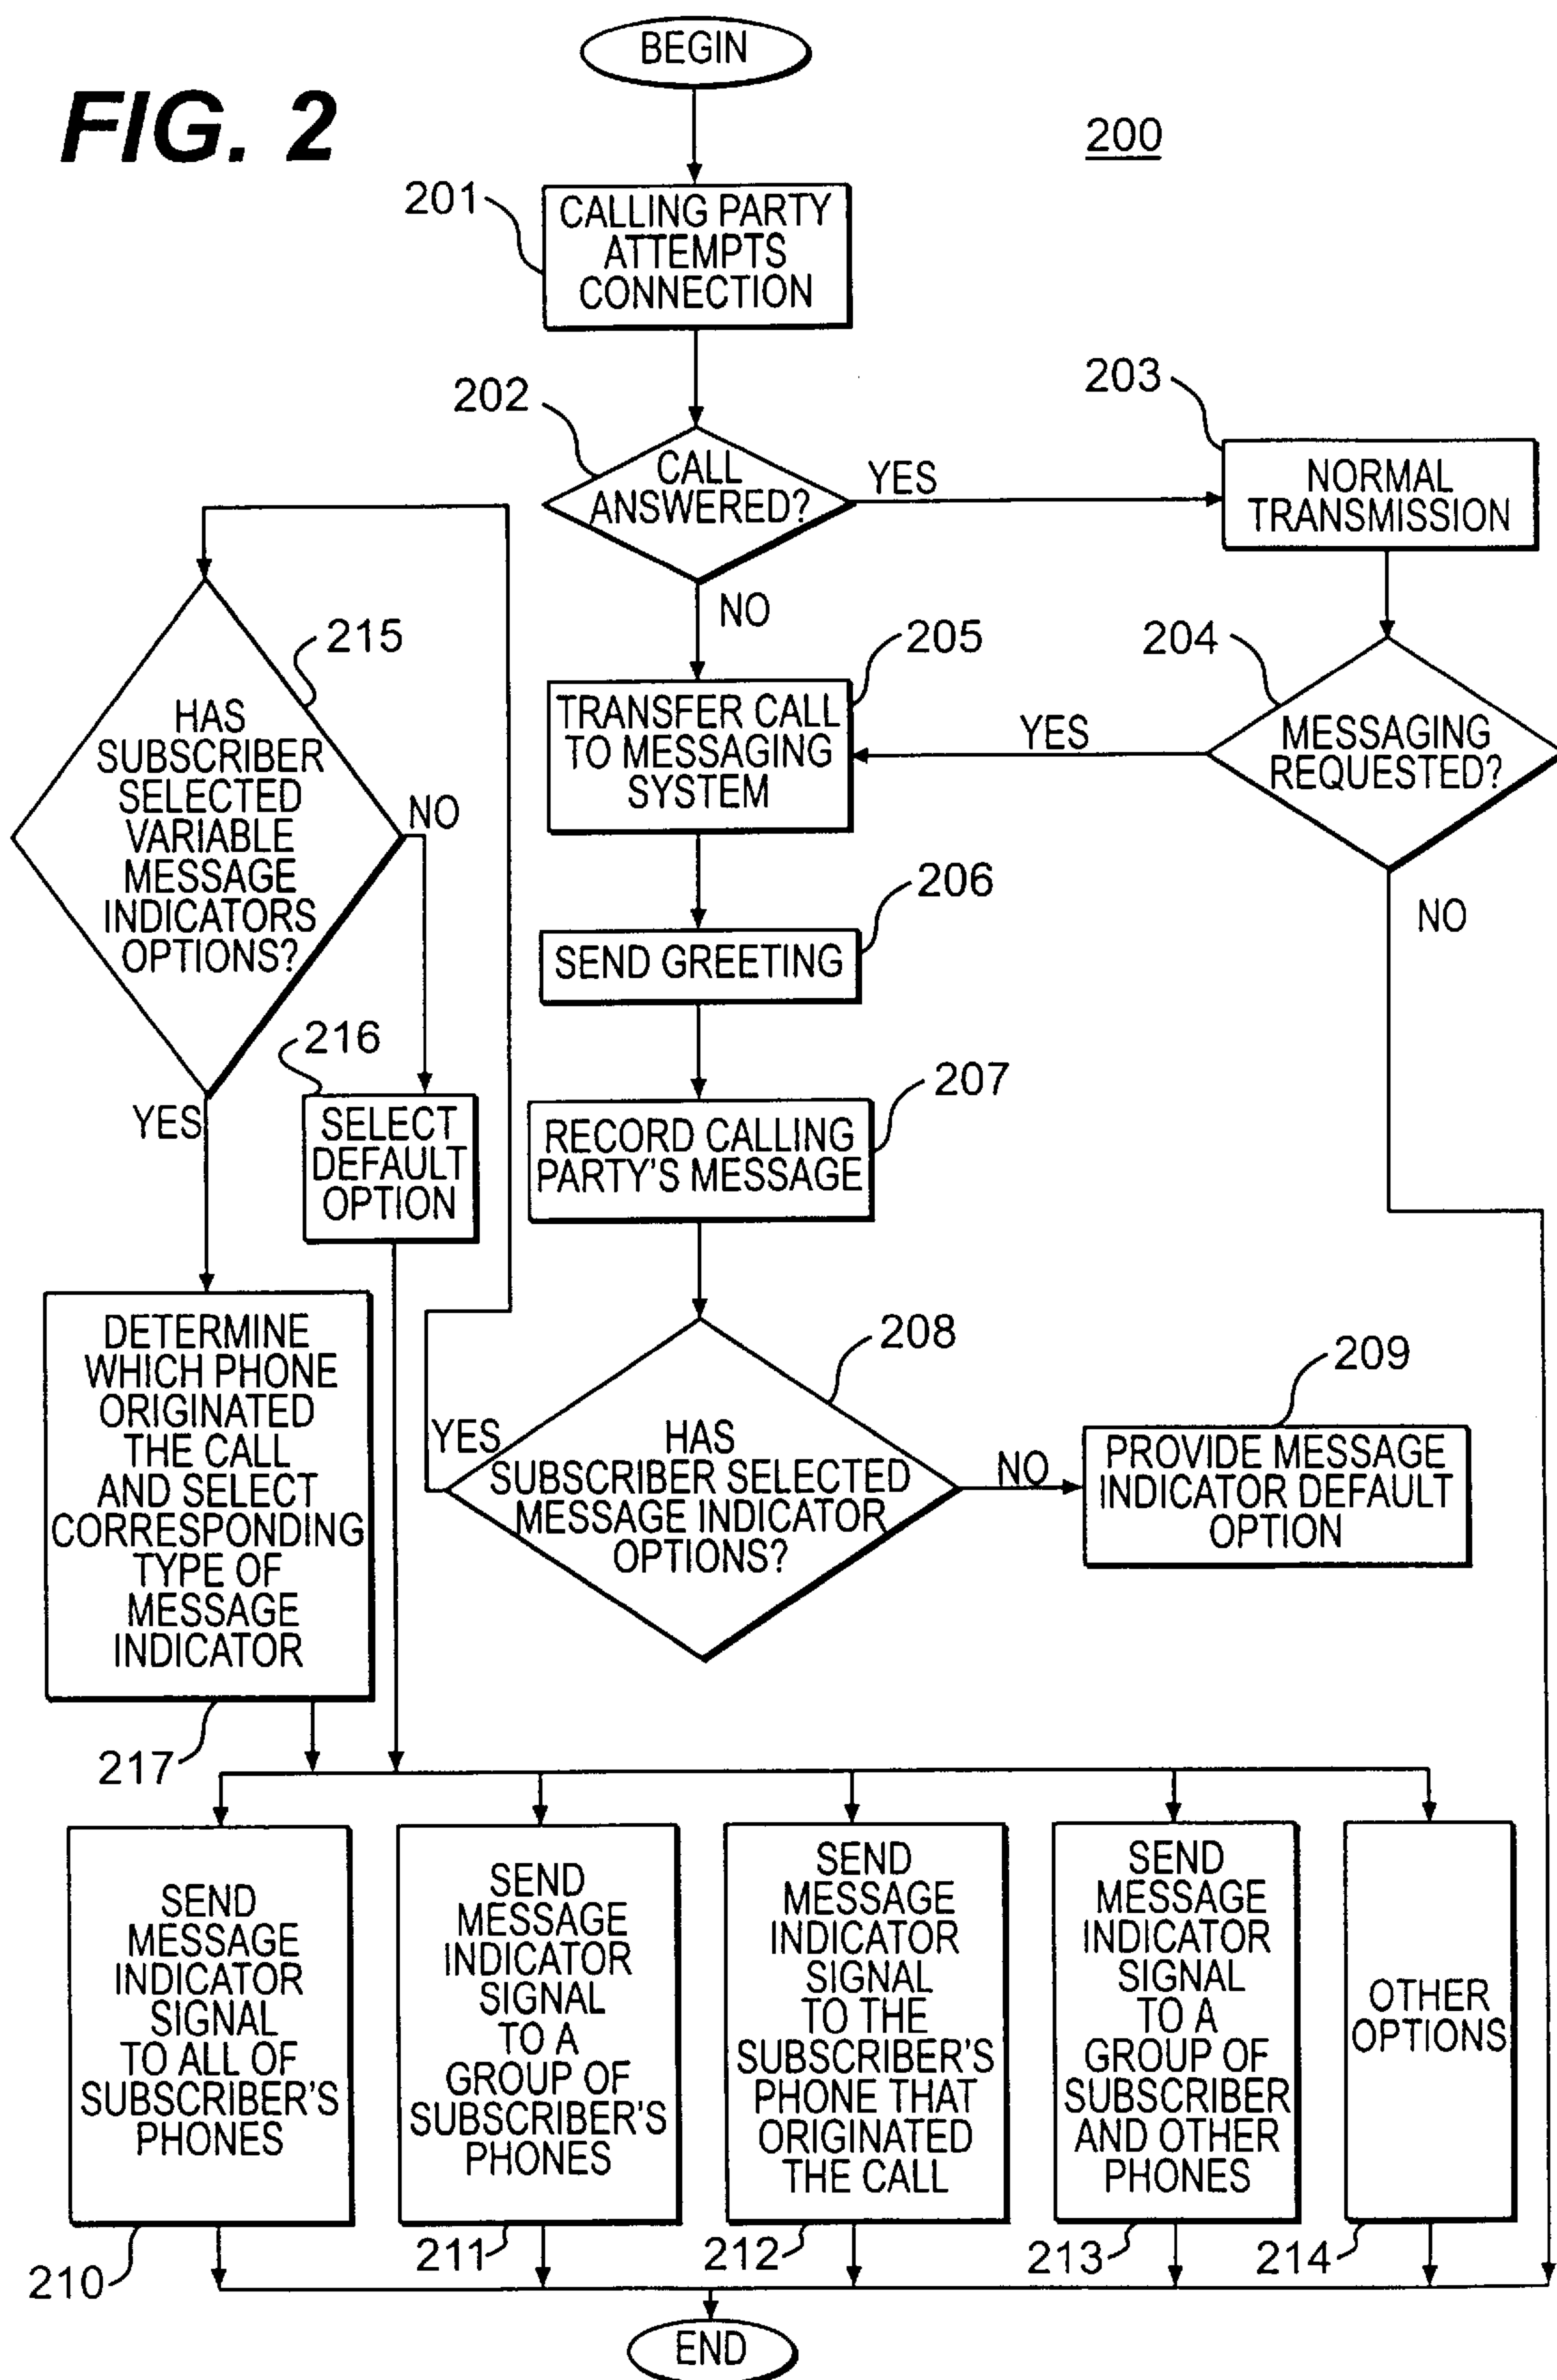 BEGIN
FIG. 2
200
201
CALLING PARTY
ATTEMPTS
CONNECTION
202
CALL
ANSWERED?
YES
203
NORMAL
TRANSMISSION
NO
204
MESSAGING
REQUESTED?
YES
NO
205
TRANSFER CALL
TO MESSAGING
SYSTEM
206
SEND GREETING
207
RECORD CALLING
PARTY'S MESSAGE
208
HAS
SUBSCRIBER SELECTED
MESSAGE INDICATOR
OPTIONS?
YES
NO
209
PROVIDE MESSAGE
INDICATOR DEFAULT
OPTION
215
HAS
SUBSCRIBER
SELECTED
VARIABLE
MESSAGE
INDICATORS
OPTIONS?
NO
YES
216
SELECT
DEFAULT
OPTION
DETERMINE
WHICH PHONE
ORIGINATED
THE CALL
AND SELECT
CORRESPONDING
TYPE OF
MESSAGE
INDICATOR
217
SEND
MESSAGE
INDICATOR
SIGNAL
TO ALL OF
SUBSCRIBER'S
PHONES
210
SEND
MESSAGE
INDICATOR
SIGNAL
TO A
GROUP OF
SUBSCRIBER'S
PHONES
211
SEND
MESSAGE
INDICATOR
SIGNAL
TO THE
SUBSCRIBER'S
PHONE THAT
ORIGINATED
THE CALL
212
SEND
MESSAGE
INDICATOR
SIGNAL
TO A
GROUP OF
SUBSCRIBER
AND OTHER
PHONES
213
OTHER
OPTIONS
214
END